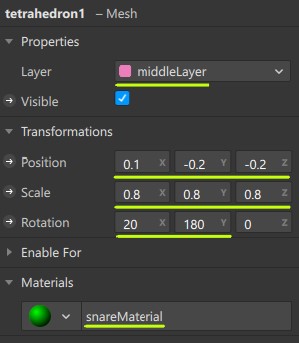 tetrahedron1 – Mesh
Properties
Layer middleLayer
Visible
Transformations
Position 0.1 X -0.2 Y -0.2 Z
Scale 0.8 X 0.8 Y 0.8 Z
Rotation 20 X 180 Y 0 Z
Enable For
Materials
snareMaterial